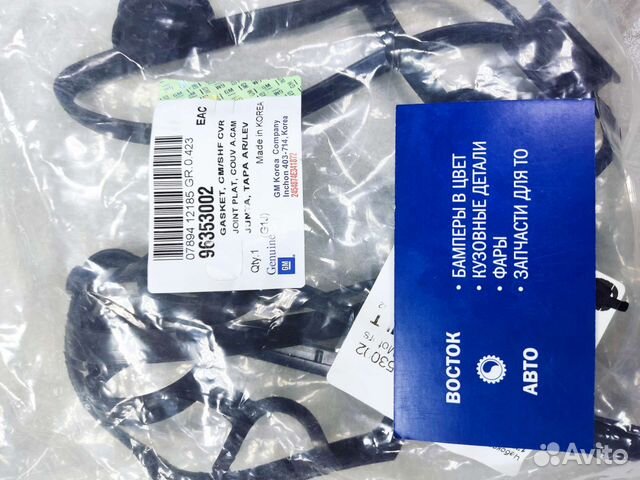 07894 12185 GR. 0.423
EAC
96353002
GASKET, CM/SHF CVR
JOINT PLAT, COUV A.CAM
JUNTA, TAPA AR/LEV
Qty.1 (G1J)
Made in KOREA
Genuine GM
GM Korea Company
Inchon 403-714, Korea
ВОСТОК
АВТО
• БАМПЕРЫ В ЦВЕТ
• КУЗОВНЫЕ ДЕТАЛИ
• ФАРЫ
• ЗАПЧАСТИ ДЛЯ ТО
Avito